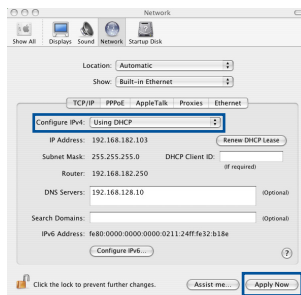 Network
Show All Displays Sound Network Startup Disk
Location: Automatic
Show: Built-in Ethernet
TCP/IP PPPoE AppleTalk Proxies Ethernet
Configure IPv4: Using DHCP
IP Address: 192.168.182.103 Renew DHCP Lease
Subnet Mask: 255.255.255.0 DHCP Client ID:
(If required)
Router: 192.168.182.250
DNS Servers: 192.168.128.10 (Optional)
Search Domains: (Optional)
IPv6 Address: fe80:0000:0000:0000:0211:24ff:fe32:b18e
Configure IPv6... ?
Click the lock to prevent further changes. Assist me... Apply Now